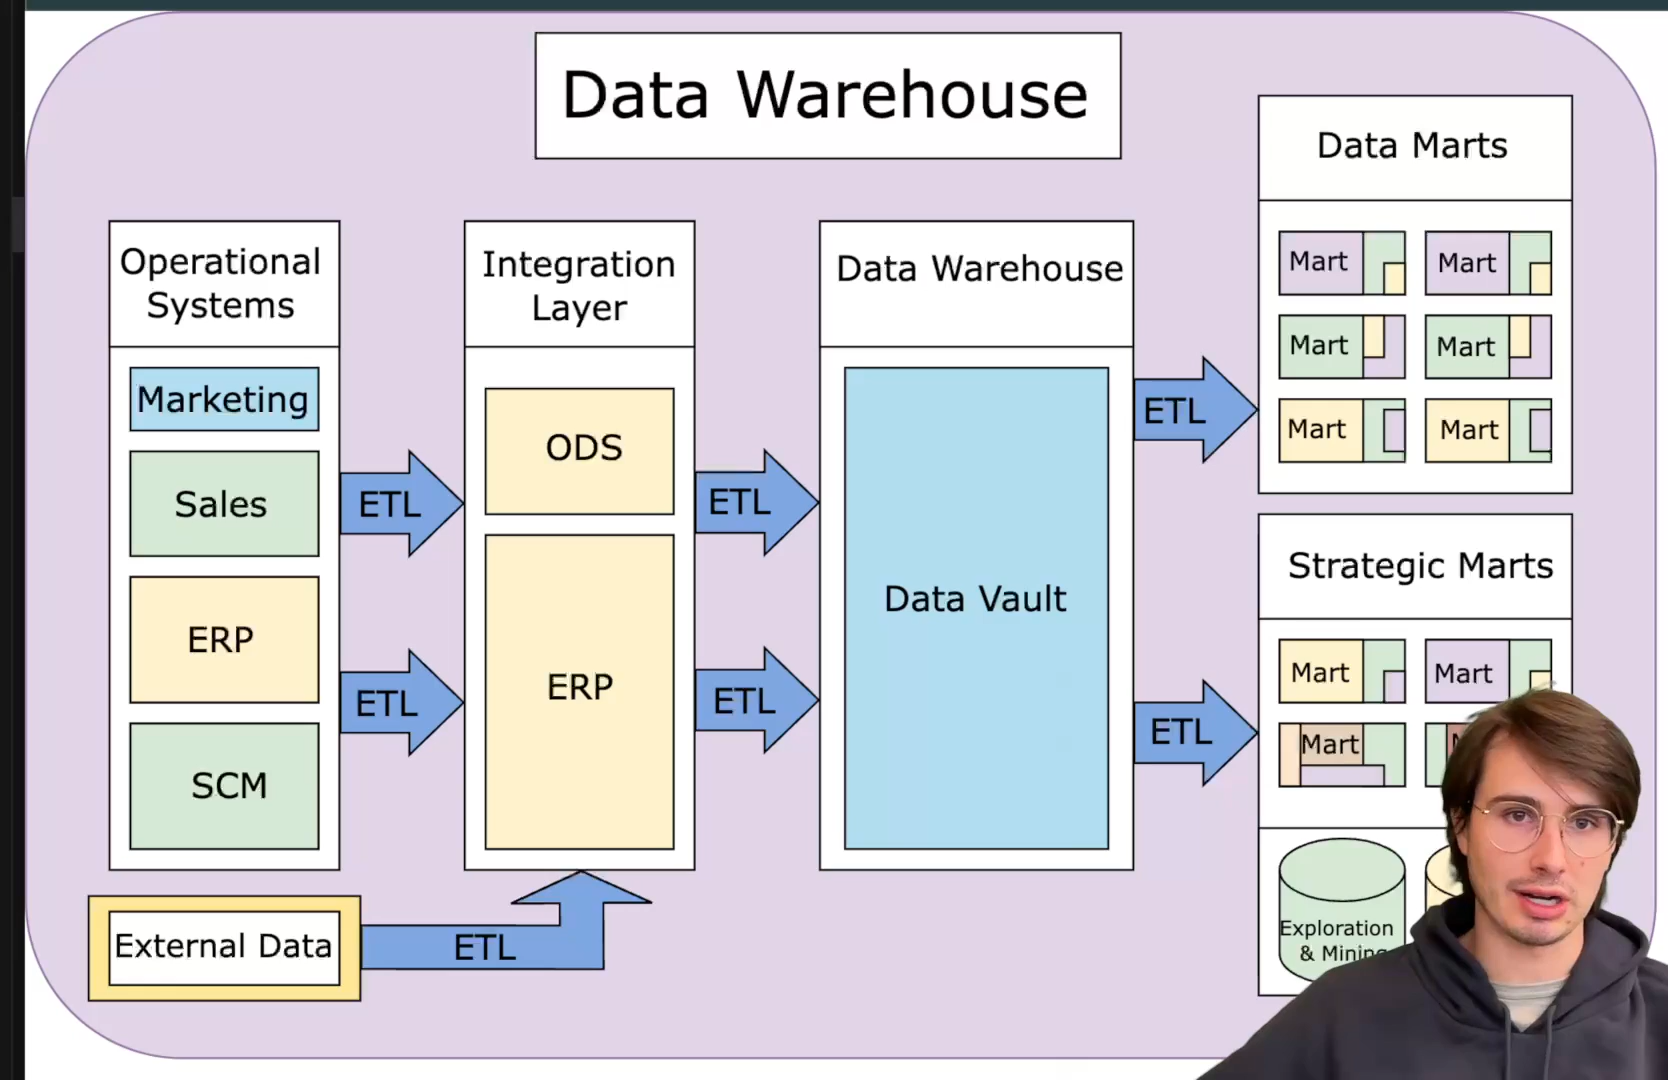 Data Warehouse
Operational
Systems
Marketing
Sales
ERP
SCM
External Data
ETL
ETL
ETL
Integration
Layer
ODS
ERP
ETL
ETL
Data Warehouse
Data Vault
ETL
ETL
Data Marts
Mart Mart
Mart Mart
Mart Mart
Strategic Marts
Mart Mart
Mart
Exploration
& Mining